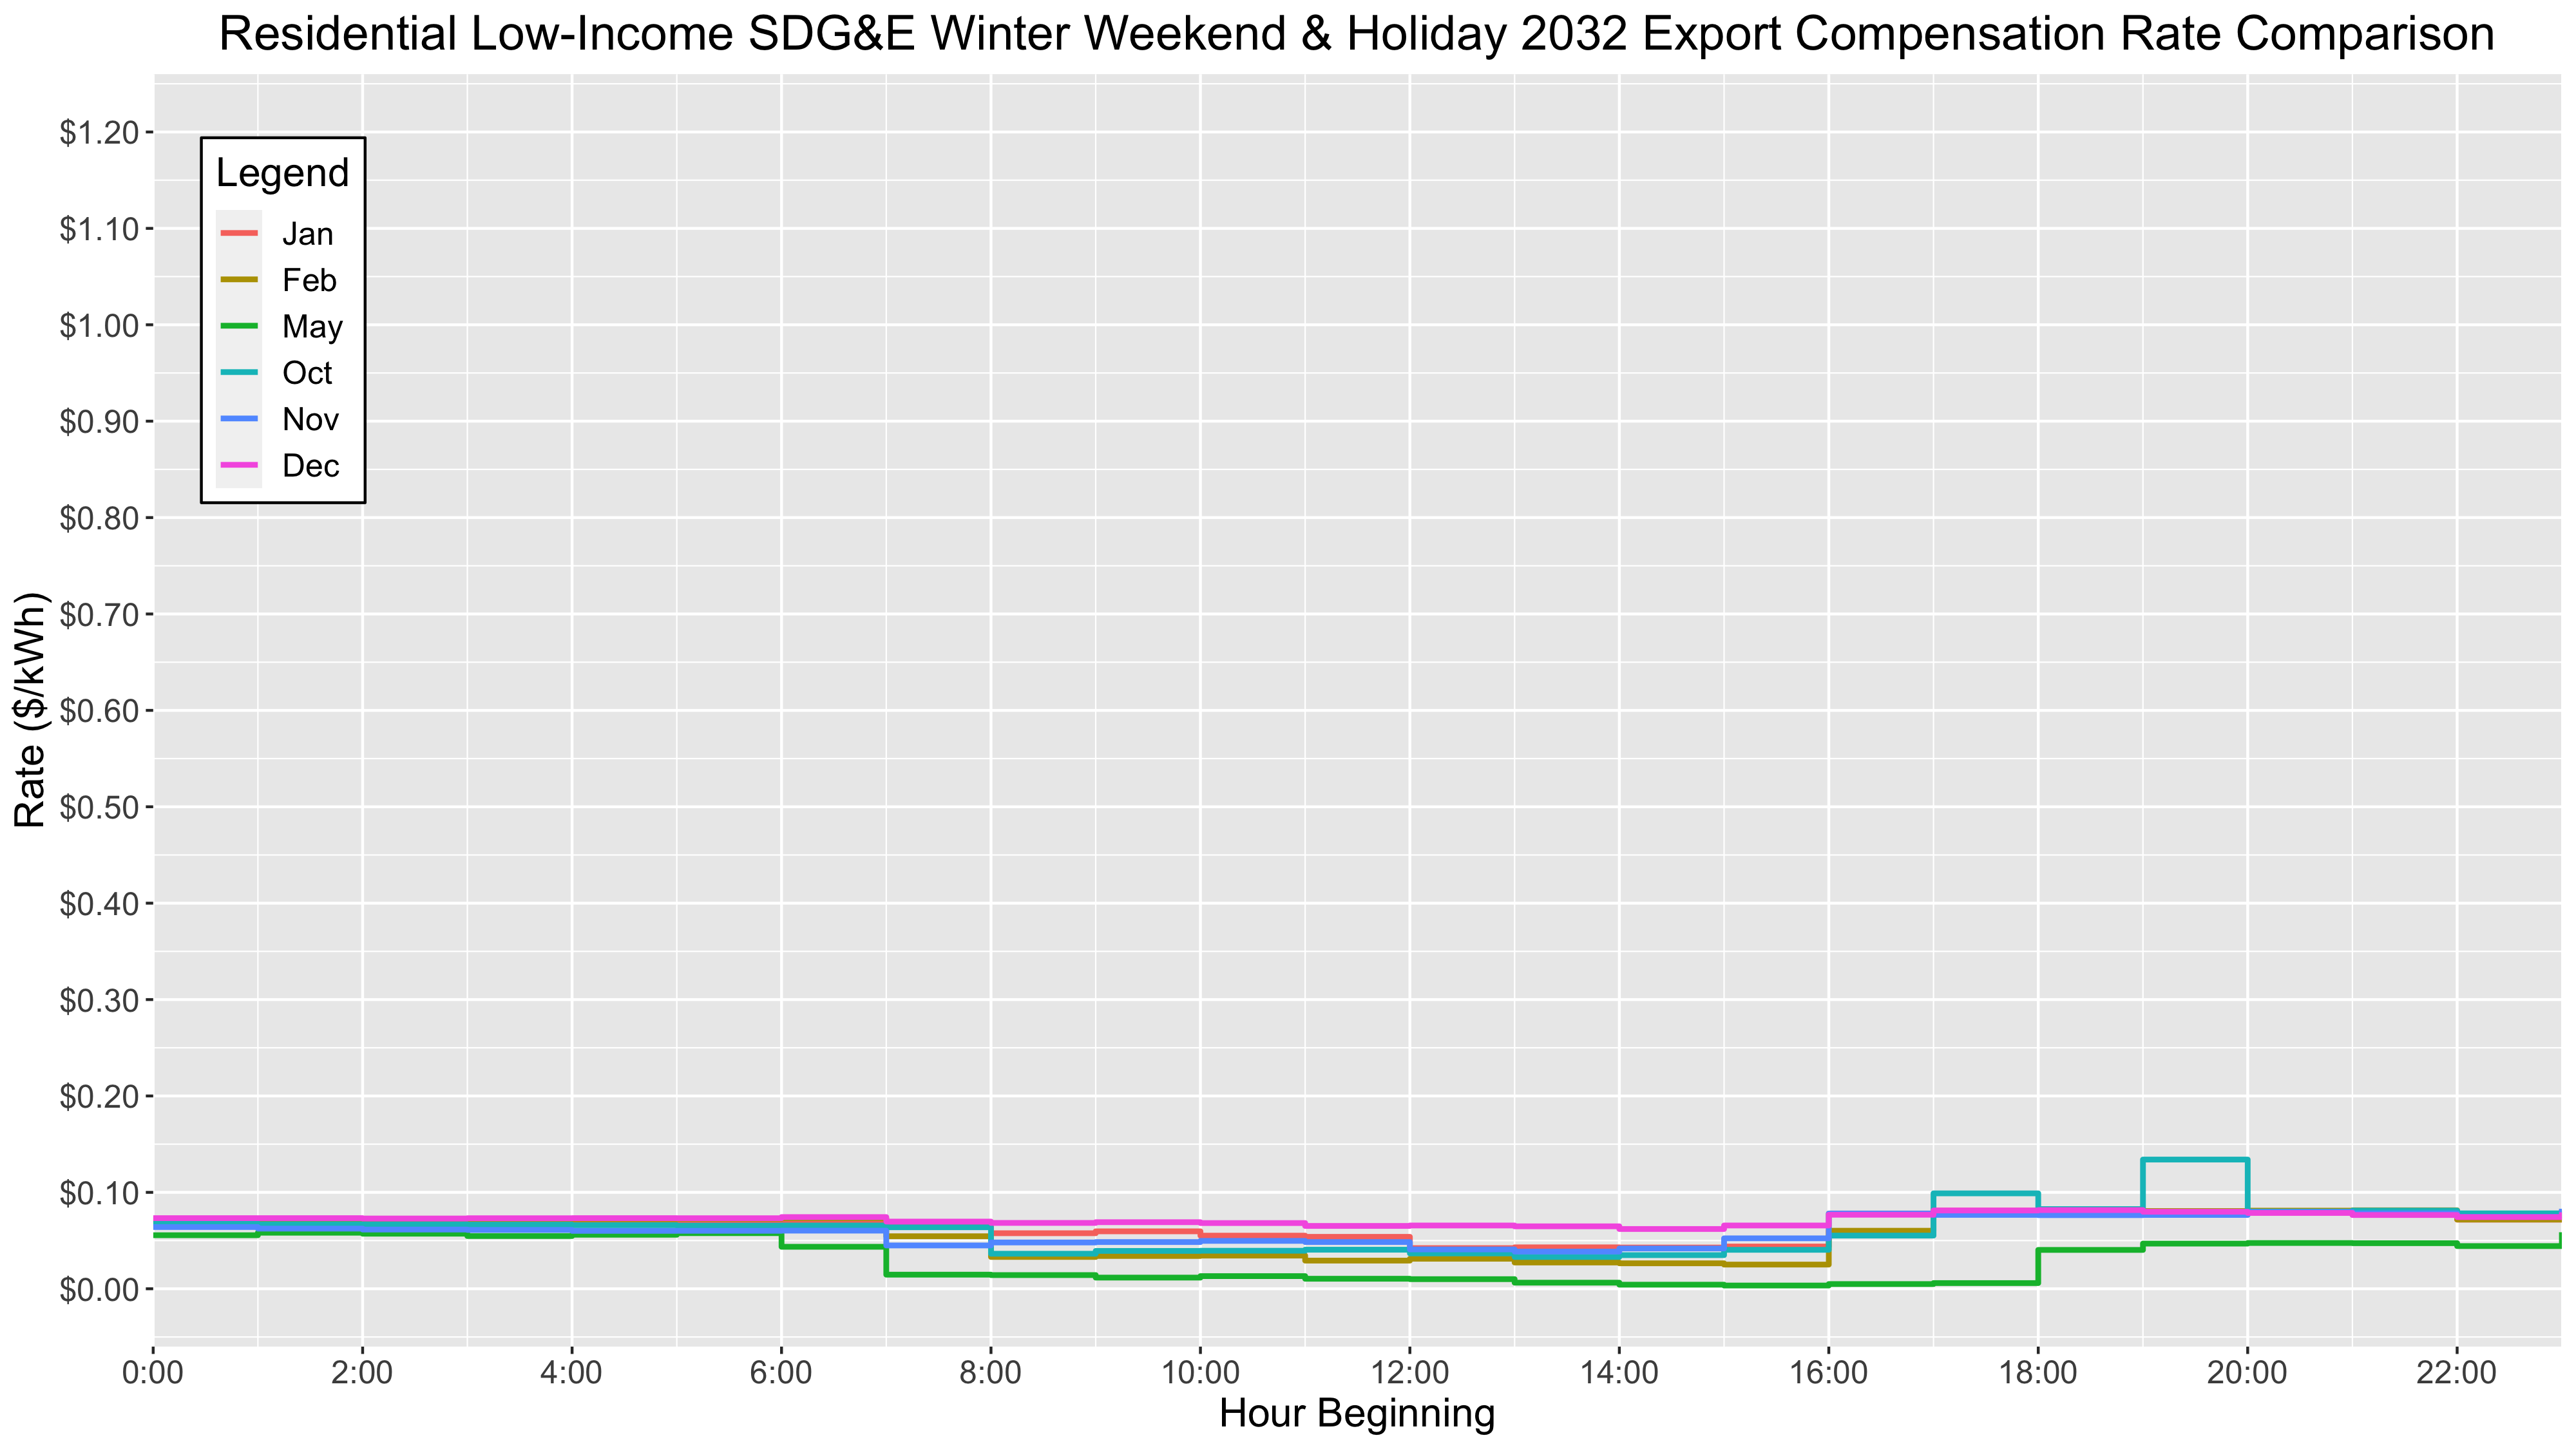 Residential Low-Income SDG&E Winter Weekend & Holiday 2032 Export Compensation Rate Comparison
$1.20
$1.10
$1.00
$0.90
$0.80
$0.70
$0.60
$0.50
$0.40
$0.30
$0.20
$0.10
$0.00
Rate ($/kWh)
Legend
Jan
Feb
May
Oct
Nov
Dec
0:00 2:00 4:00 6:00 8:00 10:00 12:00 14:00 16:00 18:00 20:00 22:00
Hour Beginning